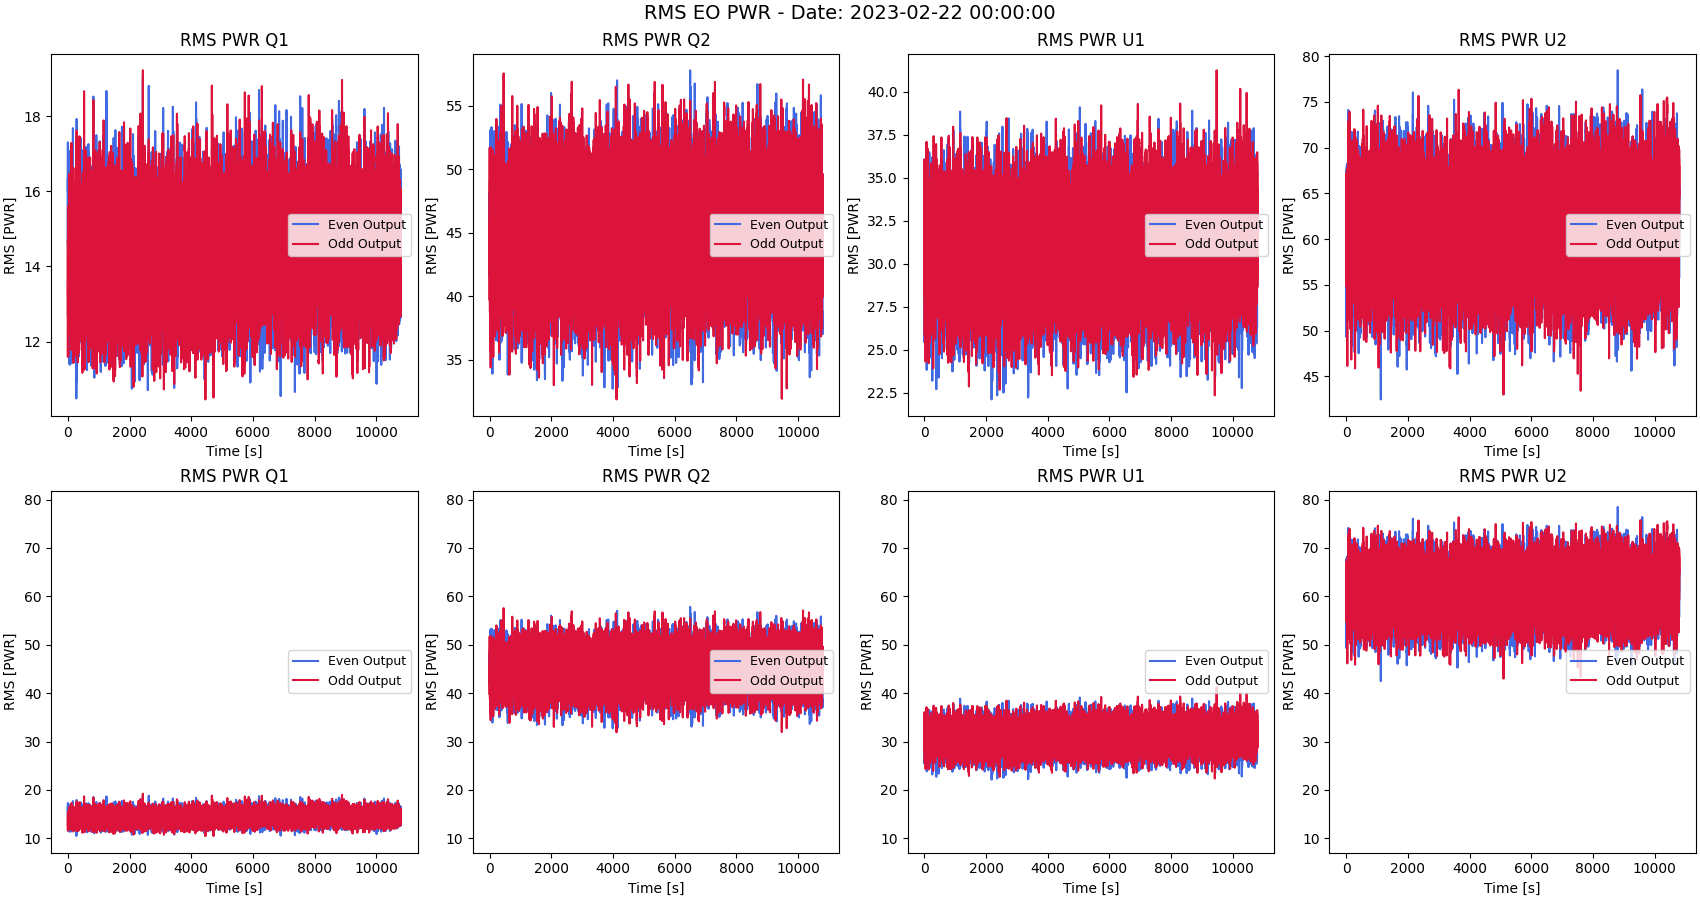 RMS EO PWR - Date: 2023-02-22 00:00:00
RMS PWR Q1
RMS [PWR]
18
16
14
12
Even Output
Odd Output
0 2000 4000 6000 8000 10000
Time [s]
RMS PWR Q2
RMS [PWR]
55
50
45
40
35
Even Output
Odd Output
0 2000 4000 6000 8000 10000
Time [s]
RMS PWR U1
RMS [PWR]
40.0
37.5
35.0
32.5
30.0
27.5
25.0
22.5
Even Output
Odd Output
0 2000 4000 6000 8000 10000
Time [s]
RMS PWR U2
RMS [PWR]
80
75
70
65
60
55
50
45
Even Output
Odd Output
0 2000 4000 6000 8000 10000
Time [s]
RMS PWR Q1
RMS [PWR]
80
70
60
50
40
30
20
10
Even Output
Odd Output
0 2000 4000 6000 8000 10000
Time [s]
RMS PWR Q2
RMS [PWR]
80
70
60
50
40
30
20
10
Even Output
Odd Output
0 2000 4000 6000 8000 10000
Time [s]
RMS PWR U1
RMS [PWR]
80
70
60
50
40
30
20
10
Even Output
Odd Output
0 2000 4000 6000 8000 10000
Time [s]
RMS PWR U2
RMS [PWR]
80
70
60
50
40
30
20
10
Even Output
Odd Output
0 2000 4000 6000 8000 10000
Time [s]